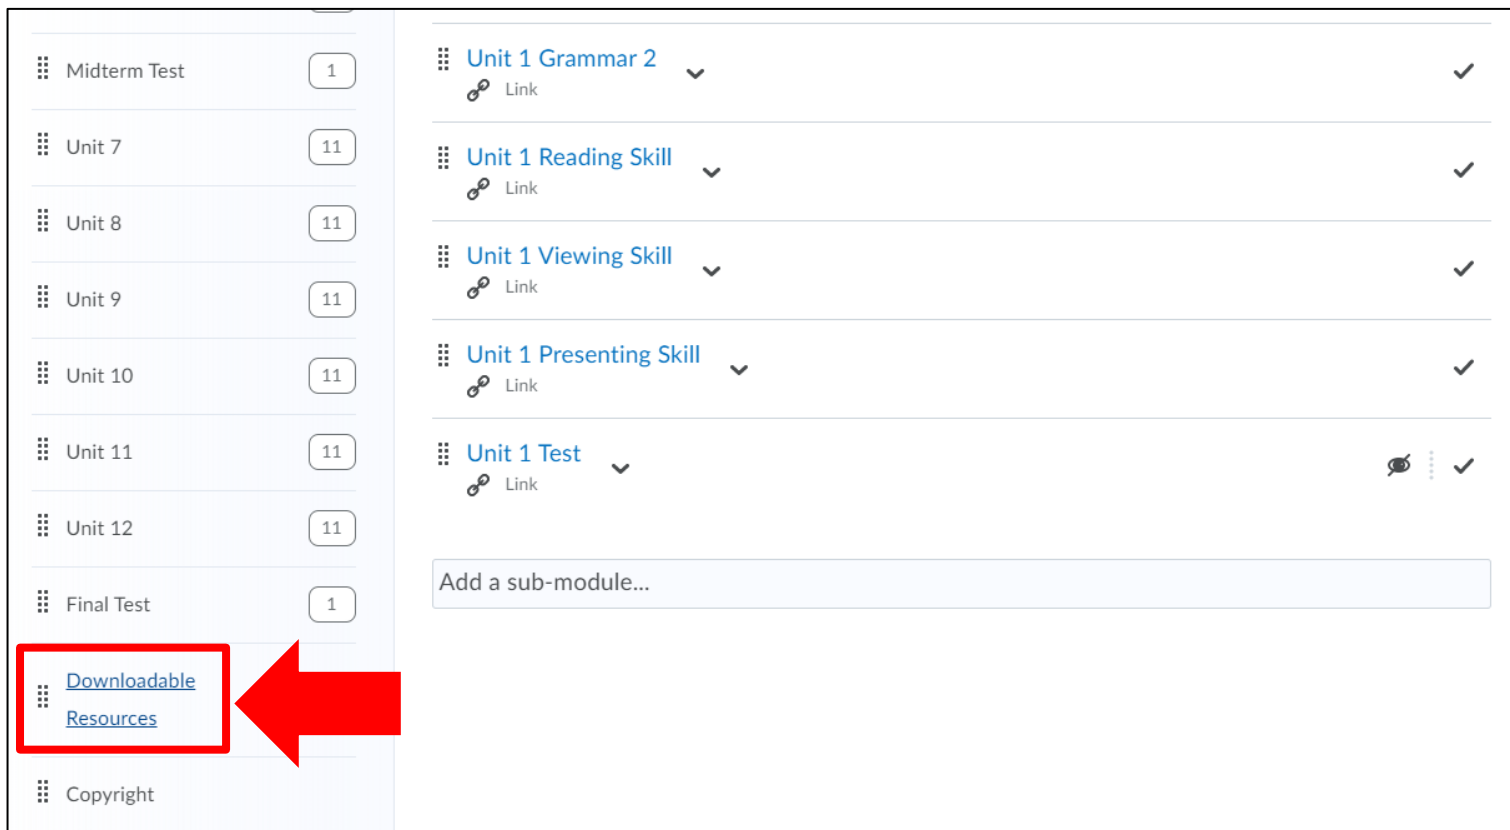 Midterm Test
1
Unit 7
11
Unit 8
11
Unit 9
11
Unit 10
11
Unit 11
11
Unit 12
11
Final Test
1
Downloadable
Resources
Copyright
Unit 1 Grammar 2
Link
Unit 1 Reading Skill
Link
Unit 1 Viewing Skill
Link
Unit 1 Presenting Skill
Link
Unit 1 Test
Link
Add a sub-module...